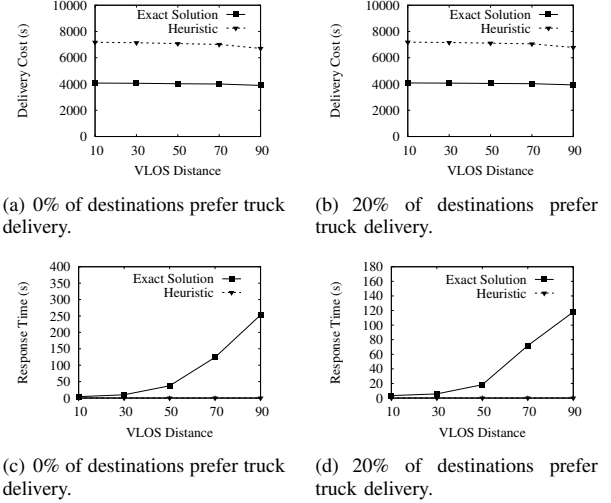 10000
8000
6000
4000
2000
0
Delivery Cost (s)
Exact Solution
Heuristic
10 30 50 70 90
VLOS Distance
(a) 0% of destinations prefer truck
delivery.
10000
8000
6000
4000
2000
0
Delivery Cost (s)
Exact Solution
Heuristic
10 30 50 70 90
VLOS Distance
(b) 20% of destinations prefer
truck delivery.
400
350
300
250
200
150
100
50
0
Response Time (s)
Exact Solution
Heuristic
10 30 50 70 90
VLOS Distance
(c) 0% of destinations prefer truck
delivery.
180
160
140
120
100
80
60
40
20
0
Response Time (s)
Exact Solution
Heuristic
10 30 50 70 90
VLOS Distance
(d) 20% of destinations prefer
truck delivery.